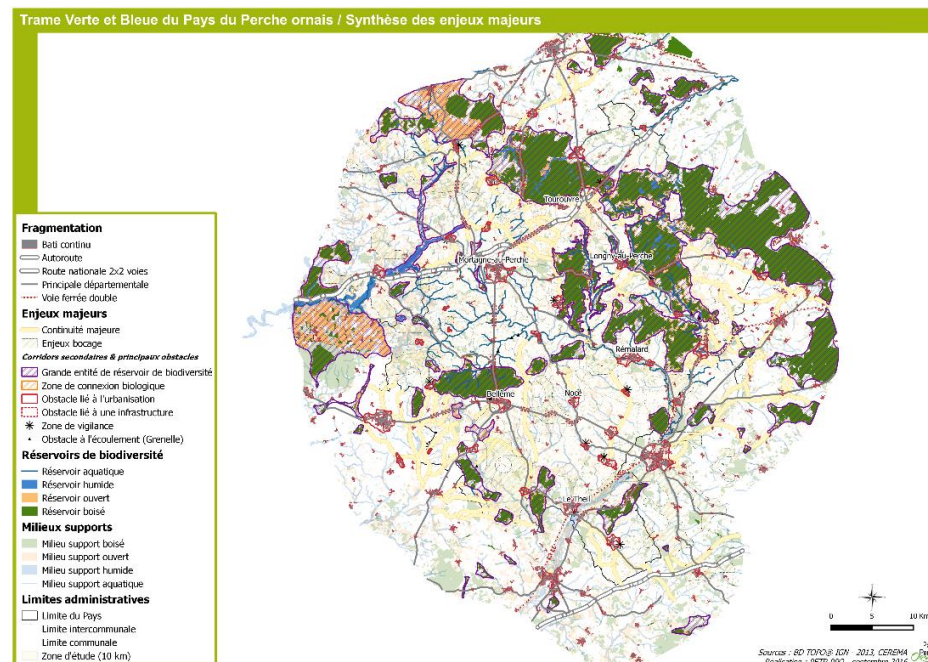 Trame Verte et Bleue du Pays du Perche ornais / Synthèse des enjeux majeurs
Fragmentation
Bati continu
Autoroute
Route nationale 2x2 voies
Principale départementale
Voie ferrée double
Enjeux majeurs
Continuité majeure
Enjeux bocage
Corridors secondaires & principaux obstacles
Grande entité de réservoir de biodiversité
Zone de connexion biologique
Obstacle lié à l'urbanisation
Obstacle lié à une infrastructure
Zone de vigilance
Obstacle à l'écoulement (Grenelle)
Réservoirs de biodiversité
Réservoir aquatique
Réservoir humide
Réservoir ouvert
Réservoir boisé
Milieux supports
Milieu support boisé
Milieu support ouvert
Milieu support humide
Milieu support aquatique
Limites administratives
Limite du Pays
Limite intercommunale
Limite communale
Zone d'étude (10 km)
Tourouvre
Mortagne-au-Perche
Longny-au-Perche
Rémalard
Bellême
Nocé
Le Theil
0 5 10 Km
Sources : BD TOPO® IGN - 2013, CEREMA
Réalisation : PETR PPO - septembre 2016